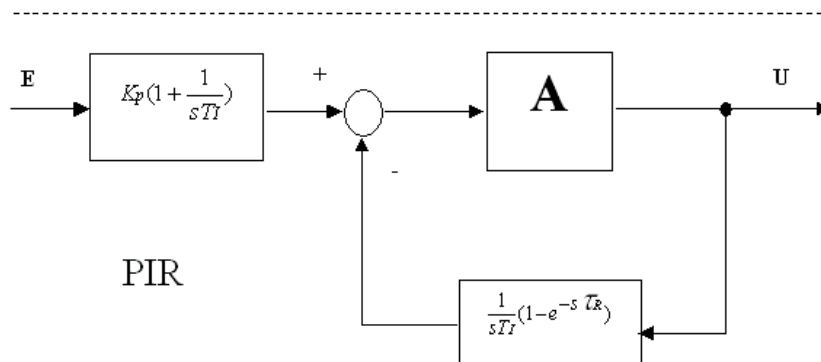 E
Kp(1+1/sTI)
+
A
U
-
PIR
1/sTI(1-e^-s τR)